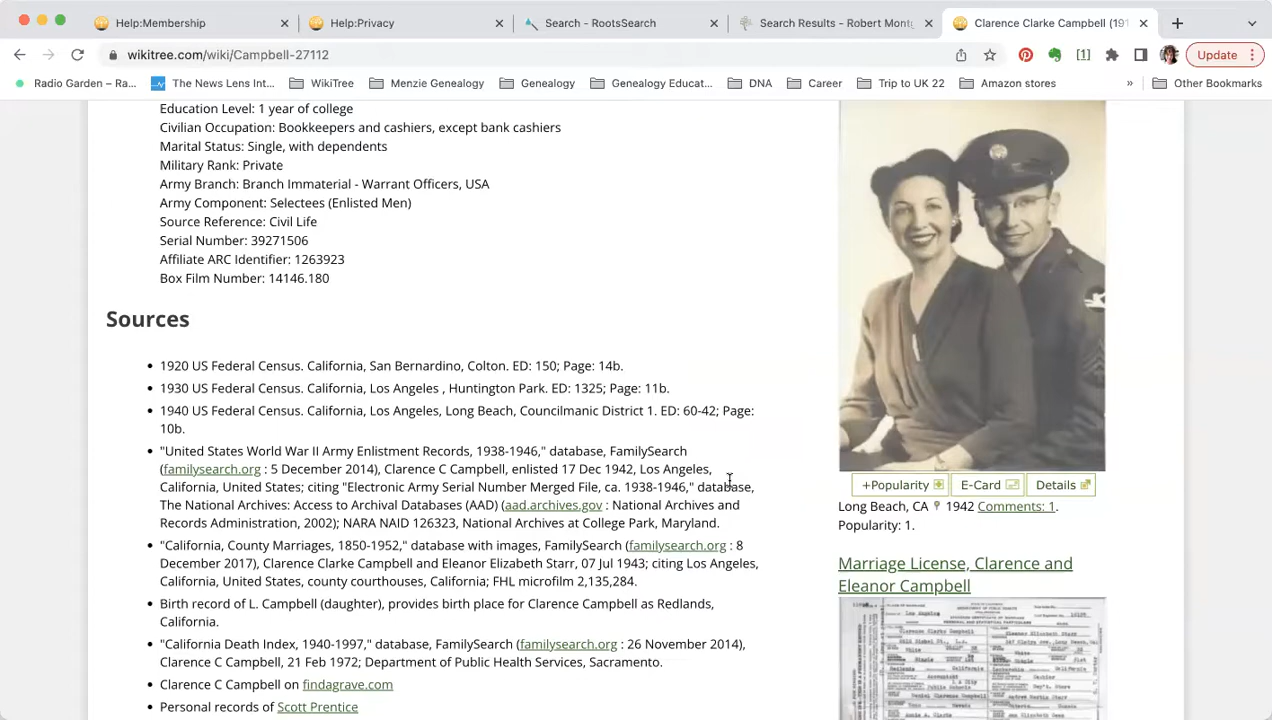 Help:Membership
Help:Privacy
Search - RootsSearch
Search Results - Robert Montg
Clarence Clarke Campbell (191
wikitree.com/wiki/Campbell-27112
[1]
Update
Radio Garden – Ra...
The News Lens Int...
WikiTree
Menzie Genealogy
Genealogy
Genealogy Educat...
DNA
Career
Trip to UK 22
Amazon stores
»
Other Bookmarks
Education Level: 1 year of college
Civilian Occupation: Bookkeepers and cashiers, except bank cashiers
Marital Status: Single, with dependents
Military Rank: Private
Army Branch: Branch Immaterial - Warrant Officers, USA
Army Component: Selectees (Enlisted Men)
Source Reference: Civil Life
Serial Number: 39271506
Affiliate ARC Identifier: 1263923
Box Film Number: 14146.180
Sources
1920 US Federal Census. California, San Bernardino, Colton. ED: 150; Page: 14b.
1930 US Federal Census. California, Los Angeles , Huntington Park. ED: 1325; Page: 11b.
1940 US Federal Census. California, Los Angeles, Long Beach, Councilmanic District 1. ED: 60-42; Page:
10b.
"United States World War II Army Enlistment Records, 1938-1946," database, FamilySearch
(familysearch.org : 5 December 2014), Clarence C Campbell, enlisted 17 Dec 1942, Los Angeles,
California, United States; citing "Electronic Army Serial Number Merged File, ca. 1938-1946," database,
The National Archives: Access to Archival Databases (AAD) (aad.archives.gov : National Archives and
Records Administration, 2002); NARA NAID 126323, National Archives at College Park, Maryland.
"California, County Marriages, 1850-1952," database with images, FamilySearch (familysearch.org : 8
December 2017), Clarence Clarke Campbell and Eleanor Elizabeth Starr, 07 Jul 1943; citing Los Angeles,
California, United States, county courthouses, California; FHL microfilm 2,135,284.
Birth record of L. Campbell (daughter), provides birth place for Clarence Campbell as Redlands,
California.
"California Death Index, database, FamilySearch (familysearch.org : 26 November 2014),
Clarence C Campbell, 21 Feb 1972; Department of Public Health Services, Sacramento.
Clarence C Campbell on findagrave.com
Personal records of Scott Prentice
+Popularity
E-Card
Details
Long Beach, CA 1942 Comments: 1.
Popularity: 1.
Marriage License, Clarence and
Eleanor Campbell